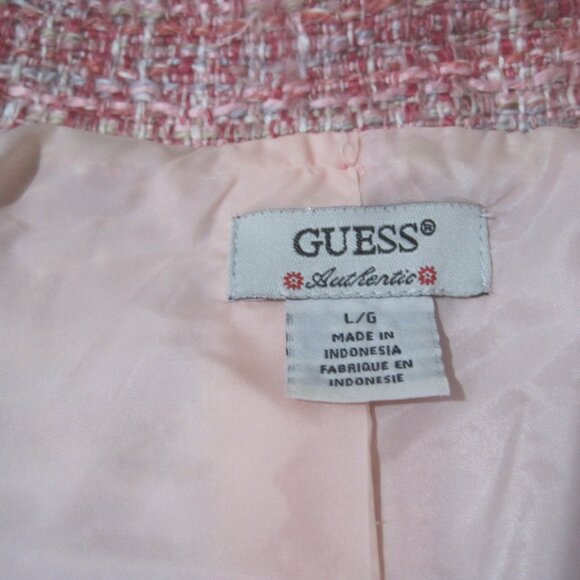 GUESS®
Authentic
L/G
MADE IN
INDONESIA
FABRIQUE EN
INDONESIE